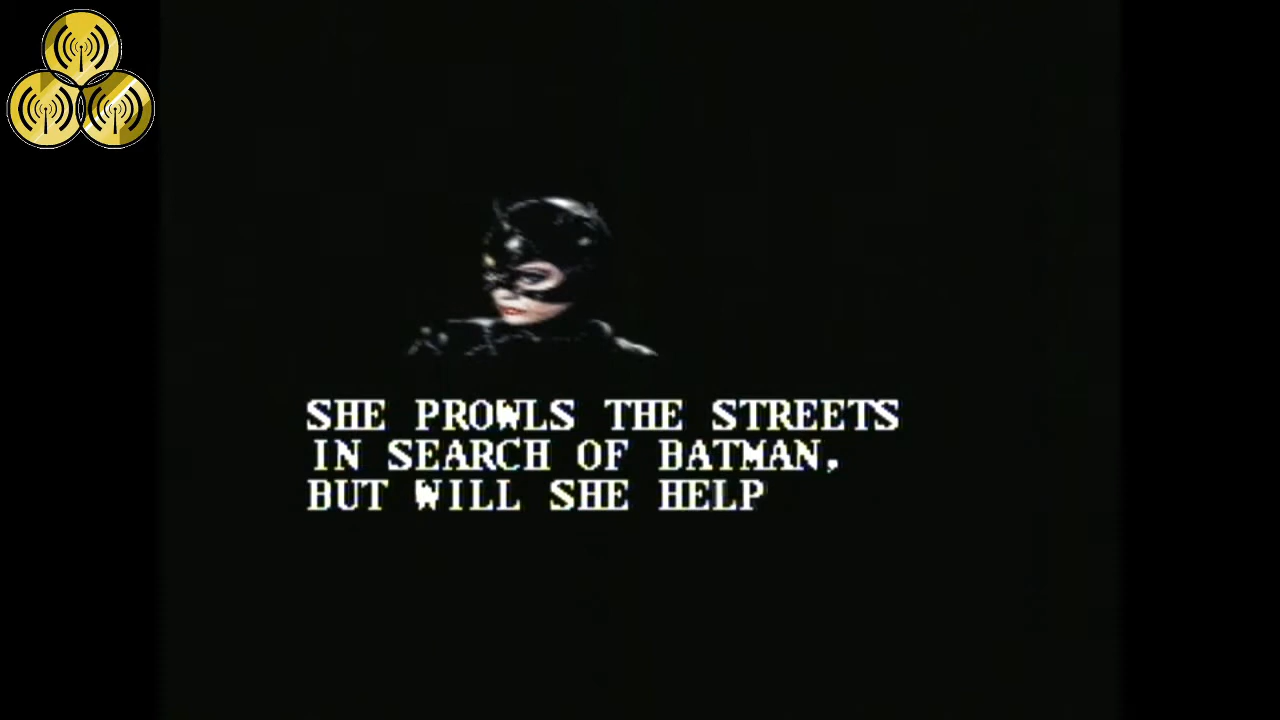 SHE PROWLS THE STREETS
IN SEARCH OF BATMAN,
BUT WILL SHE HELP